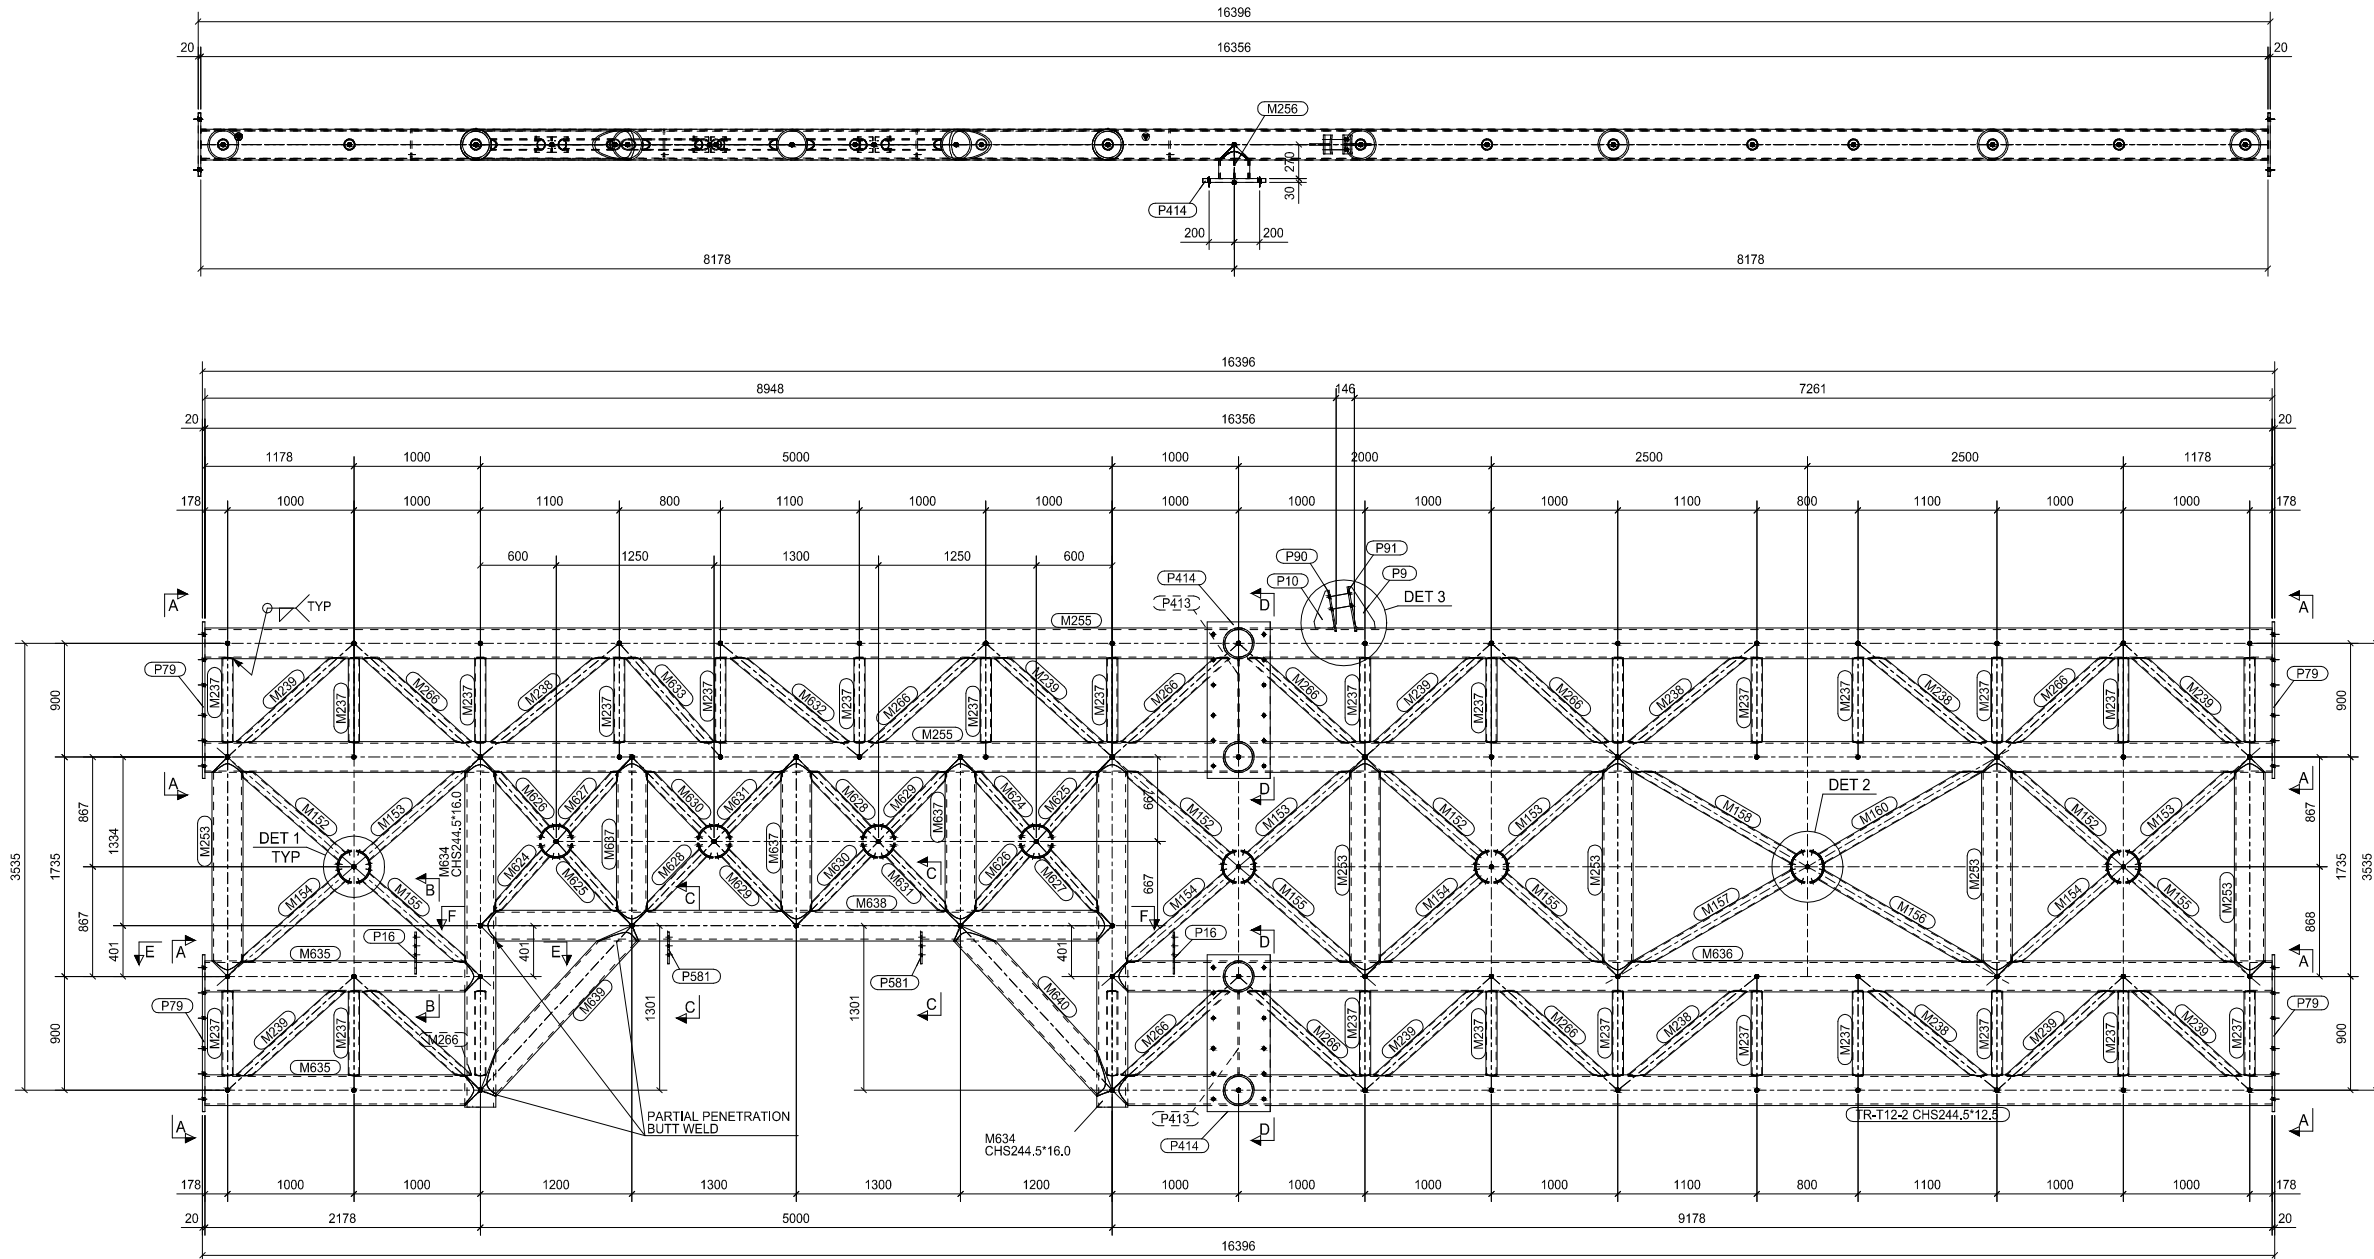 16396
20 16356 20
M256
270
30
P414
200 200
8178 8178
16396
8948 146 7261
20 16356 20
1178 1000 5000 1000 2000 2500 2500 1178
178 1000 1000 1100 800 1100 1000 1000 1000 1000 1000 1000 1100 800 1100 1000 1000 178
600 1250 1300 1250 600
P90 P91
P414 P10 P9
A TYP P413 D DET 3 A
M255
P79 P79
M237 M239 M237 M266 M237 M238 M237 M633 M237 M632 M237 M266 M237 M239 M237 M266 M266 M237 M239 M237 M266 M237 M238 M237 M237 M238 M237 M266 M237 M239
900 900
M255
A D A
3535 1735 1334 867 867
667 667
867 868 1735 3535
M253 M152 M153 M154 M155
DET 1
TYP
M634
CHS244.5*16.0
M626 M627 M630 M631 M628 M629 M624 M625
M637 M637 M637
M624 M625 M628 M629 M630 M631 M626 M627
M152 M153 M152 M153 M158 M160 M152 M153
DET 2
M253 M253 M253 M253
M154 M155 M154 M155 M157 M156 M154 M155
B C C
M638
F F
E A P16 E P16 D A
401 401 401
M635 M636
P581 P581
P79 P79
B C C
M639 M640
1301 1301
900 900
M237 M239 M237 M266 M266 M266 M237 M239 M237 M266 M237 M238 M237 M237 M238 M237 M239 M237 M239 M237
M635
PARTIAL PENETRATION
BUTT WELD
P413
TR-T12-2 CHS244.5*12.5
A D A
M634
CHS244.5*16.0
P414
178 1000 1000 1200 1300 1300 1200 1000 1000 1000 1000 1100 800 1100 1000 1000 178
20 2178 5000 9178 20
16396